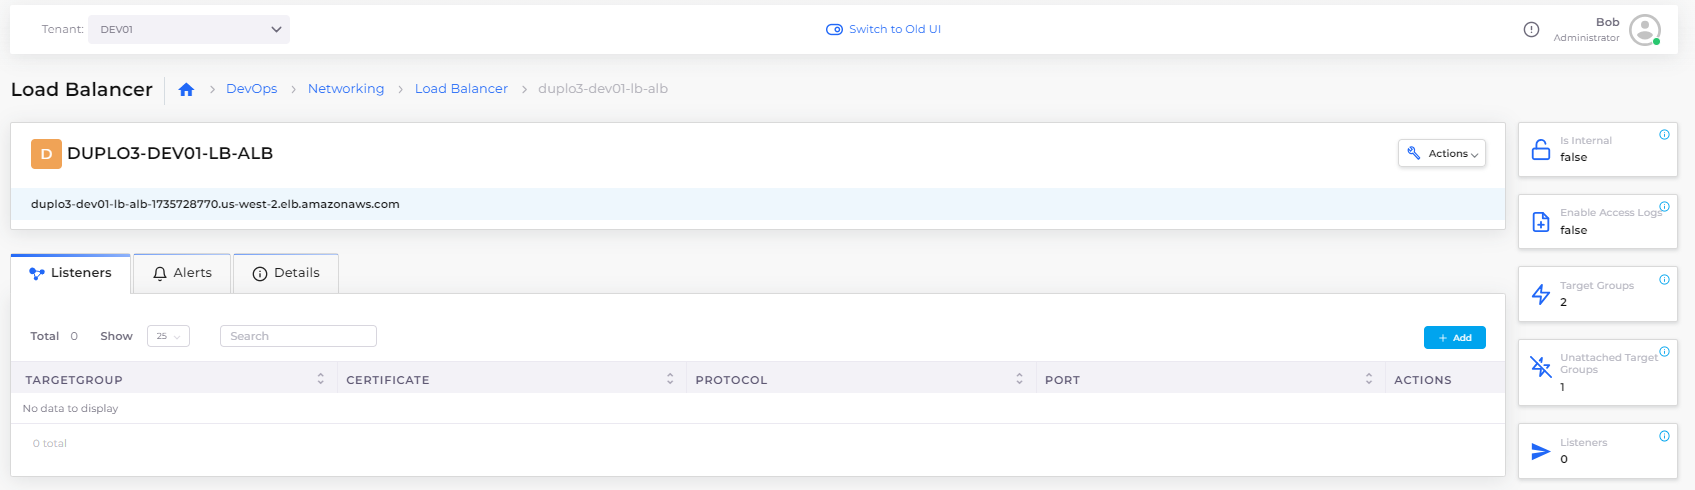 Tenant: DEV01
Switch to Old UI
Bob
Administrator
Load Balancer
DevOps > Networking > Load Balancer > duplo3-dev01-lb-alb
D DUPLO3-DEV01-LB-ALB
Actions
duplo3-dev01-lb-alb-1735728770.us-west-2.elb.amazonaws.com
Listeners Alerts Details
Total 0 Show 25 Search
+ Add
TARGETGROUP CERTIFICATE PROTOCOL PORT ACTIONS
No data to display
0 total
Is Internal
false
Enable Access Logs
false
Target Groups
2
Unattached Target
Groups
1
Listeners
0